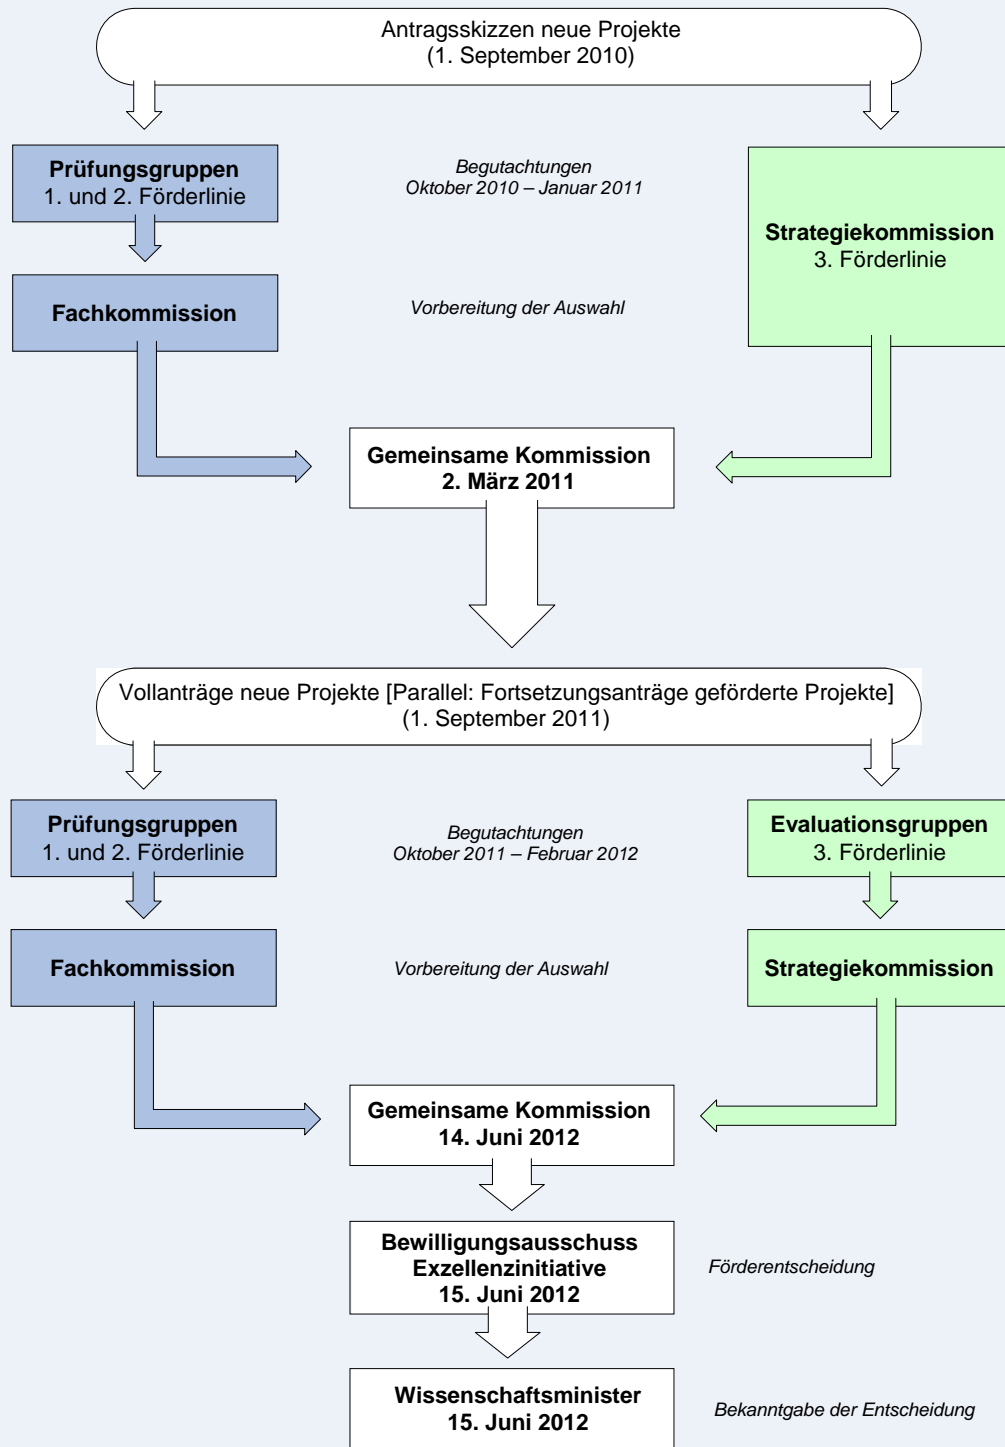 Antragsskizzen neue Projekte
(1. September 2010)
Prüfungsgruppen
1. und 2. Förderlinie
Begutachtungen
Oktober 2010 – Januar 2011
Strategiekommission
3. Förderlinie
Fachkommission
Vorbereitung der Auswahl
Gemeinsame Kommission
2. März 2011
Vollanträge neue Projekte [Parallel: Fortsetzungsanträge geförderte Projekte]
(1. September 2011)
Prüfungsgruppen
1. und 2. Förderlinie
Begutachtungen
Oktober 2011 – Februar 2012
Evaluationsgruppen
3. Förderlinie
Fachkommission
Vorbereitung der Auswahl
Strategiekommission
Gemeinsame Kommission
14. Juni 2012
Bewilligungsausschuss
Exzellenzinitiative
15. Juni 2012
Förderentscheidung
Wissenschaftsminister
15. Juni 2012
Bekanntgabe der Entscheidung